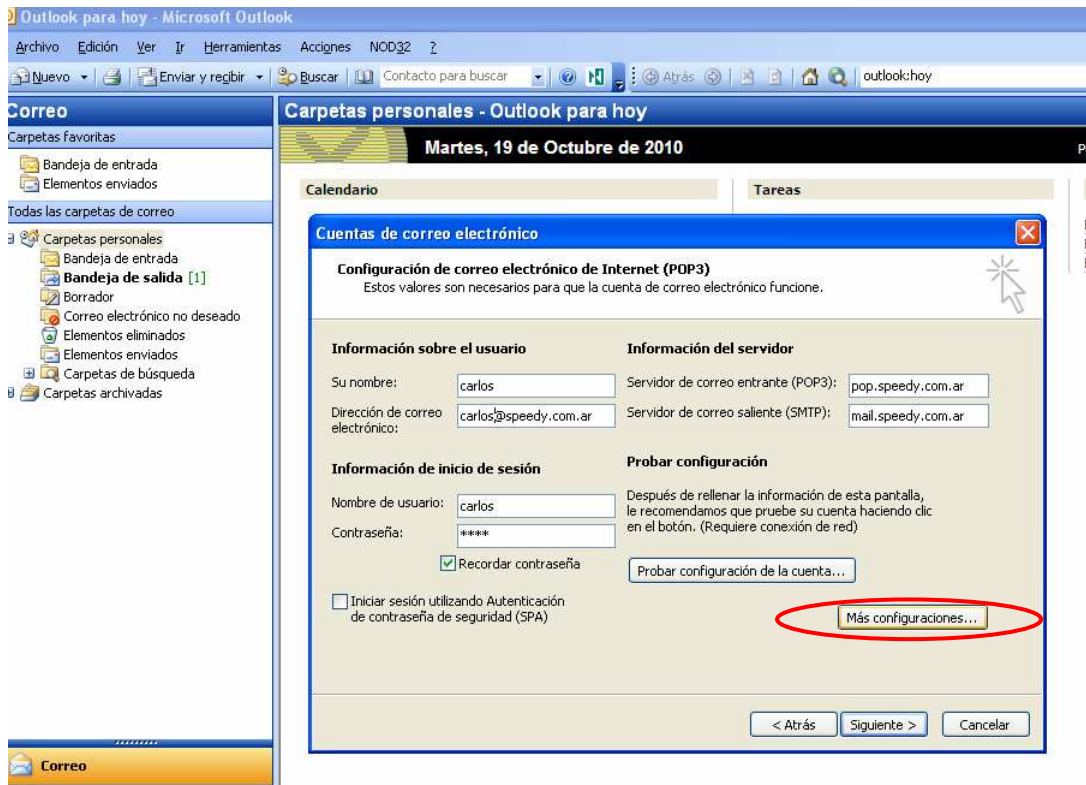 Outlook para hoy - Microsoft Outlook
Archivo Edición Ver Ir Herramientas Acciones NOD32 ?
Nuevo Enviar y recibir Buscar Contacto para buscar Atrás outlook:hoy
Correo
Carpetas favoritas
Bandeja de entrada
Elementos enviados
Todas las carpetas de correo
Carpetas personales
Bandeja de entrada
Bandeja de salida [1]
Borrador
Correo electrónico no deseado
Elementos eliminados
Elementos enviados
Carpetas de búsqueda
Carpetas archivadas
Correo
Carpetas personales - Outlook para hoy
Martes, 19 de Octubre de 2010
P
Calendario
Tareas
Cuentas de correo electrónico
Configuración de correo electrónico de Internet (POP3)
Estos valores son necesarios para que la cuenta de correo electrónico funcione.
Información sobre el usuario
Su nombre: carlos
Dirección de correo
electrónico: carlos@speedy.com.ar
Información del servidor
Servidor de correo entrante (POP3): pop.speedy.com.ar
Servidor de correo saliente (SMTP): mail.speedy.com.ar
Información de inicio de sesión
Nombre de usuario: carlos
Contraseña: ****
Recordar contraseña
Iniciar sesión utilizando Autenticación
de contraseña de seguridad (SPA)
Probar configuración
Después de rellenar la información de esta pantalla,
le recomendamos que pruebe su cuenta haciendo clic
en el botón. (Requiere conexión de red)
Probar configuración de la cuenta...
Más configuraciones...
< Atrás Siguiente > Cancelar